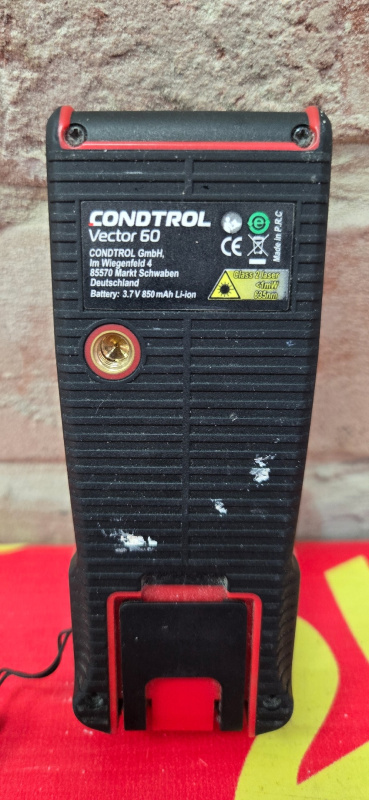 CONDTROL
Vector 60
CONDTROL GmbH,
Im Wiegenfeld 4
85570 Markt Schwaben
Deutschland
Battery: 3.7V 850 mAh Li-ion
e
CE
Made in P.R.C
Class 2 laser
<1mW
635nm